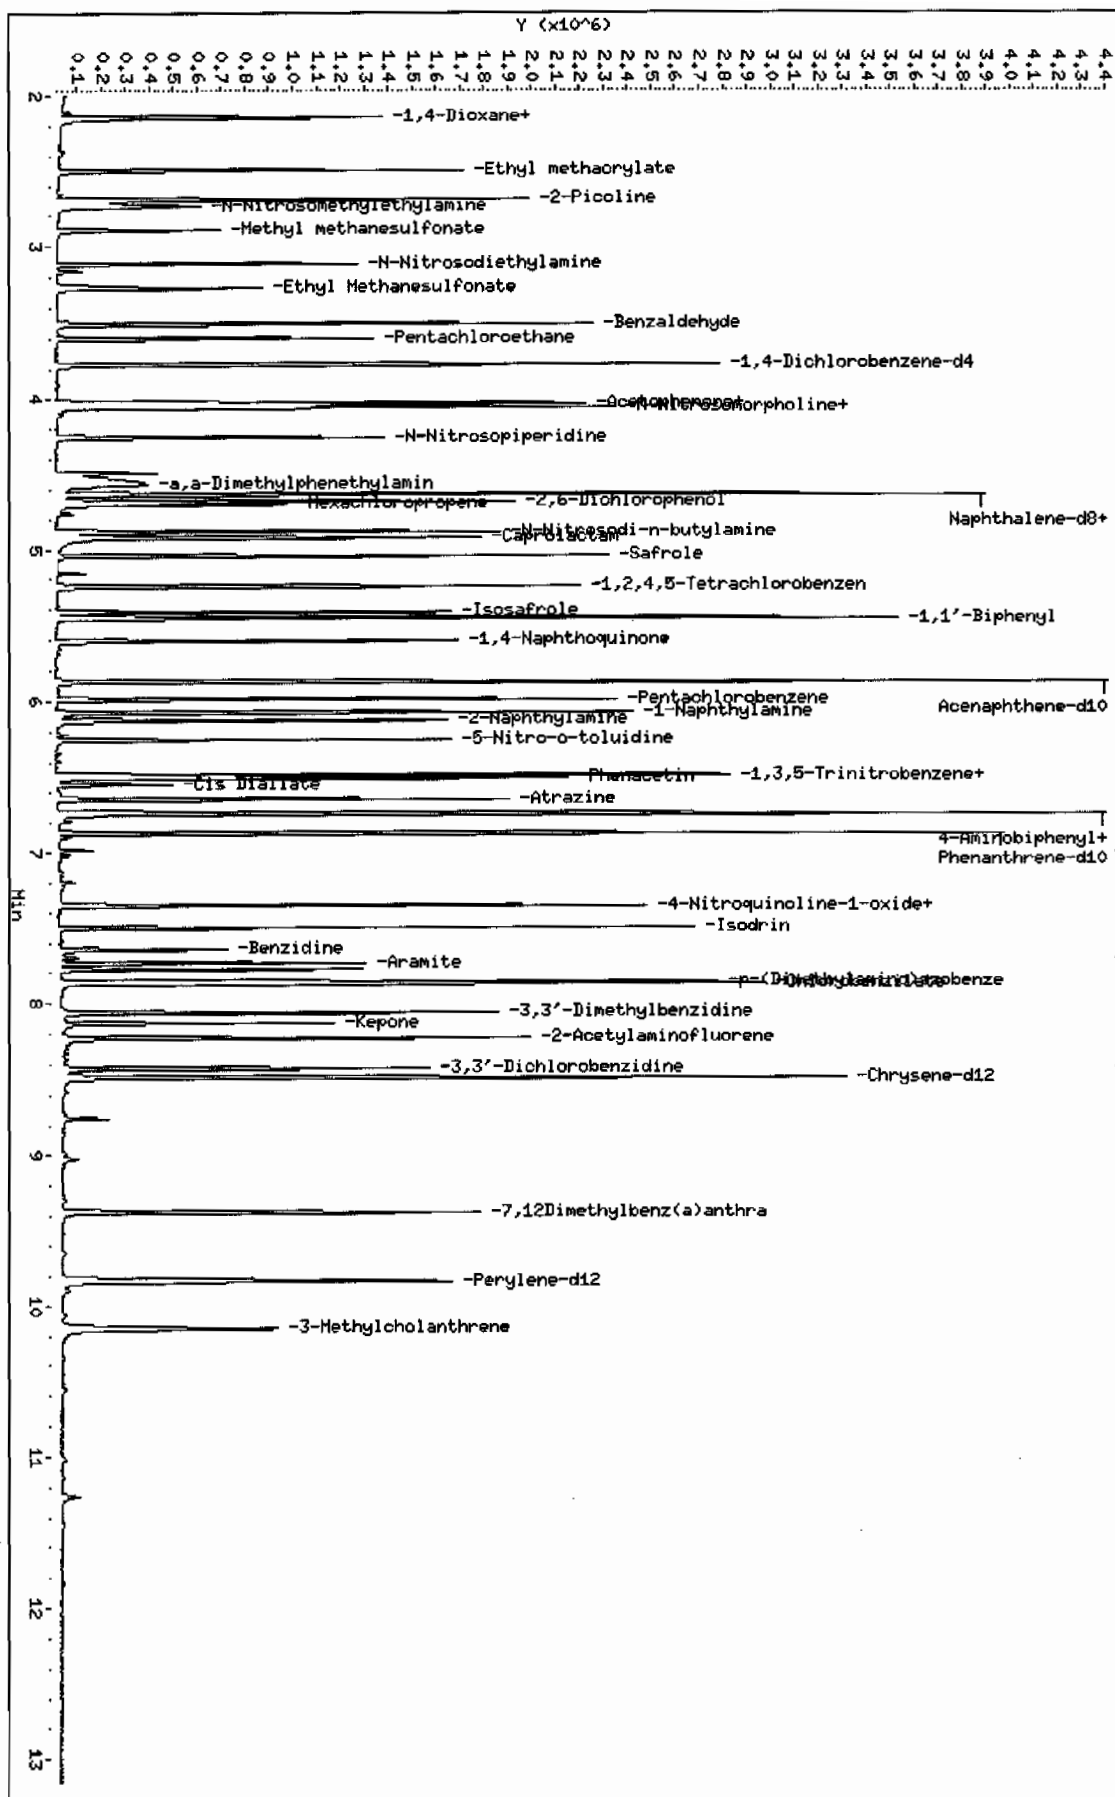 Y (x10^6)
0.1
0.2
0.3
0.4
0.5
0.6
0.7
0.8
0.9
1.0
1.1
1.2
1.3
1.4
1.5
1.6
1.7
1.8
1.9
2.0
2.1
2.2
2.3
2.4
2.5
2.6
2.7
2.8
2.9
3.0
3.1
3.2
3.3
3.4
3.5
3.6
3.7
3.8
3.9
4.0
4.1
4.2
4.3
4.4
2
-1,4-Dioxane+
-Ethyl methacrylate
-2-Picoline
-N-Nitrosomethylethylamine
-Methyl methanesulfonate
3
-N-Nitrosodiethylamine
-Ethyl Methanesulfonate
-Benzaldehyde
-Pentachloroethane
-1,4-Dichlorobenzene-d4
4
-Acetophenone+
-N-Nitrosomorpholine+
-N-Nitrosopiperidine
-a,a-Dimethylphenethylamin
-Hexachloropropene
-2,6-Dichlorophenol
Naphthalene-d8+
-N-Nitrosodi-n-butylamine
-Caprolactam
5
-Safrole
-1,2,4,5-Tetrachlorobenzen
-Isosafrole
-1,1'-Biphenyl
-1,4-Naphthoquinone
-Pentachlorobenzene
6
Acenaphthene-d10
-1-Naphthylamine
-2-Naphthylamine
-5-Nitro-o-toluidine
-1,3,5-Trinitrobenzene+
Phenacetin
-Cis Diallate
-Atrazine
4-Aminobiphenyl+
7
Phenanthrene-d10
Min
-4-Nitroquinoline-1-oxide+
-Isodrin
-Benzidine
-Aramite
-p-(Dimethylamino)azobenze
-Chlorobenzilate
8
-3,3'-Dimethylbenzidine
-Kepone
-2-Acetylaminofluorene
-3,3'-Dichlorobenzidine
-Chrysene-d12
9
-7,12Dimethylbenz(a)anthra
-Perylene-d12
10
-3-Methylcholanthrene
11
12
13